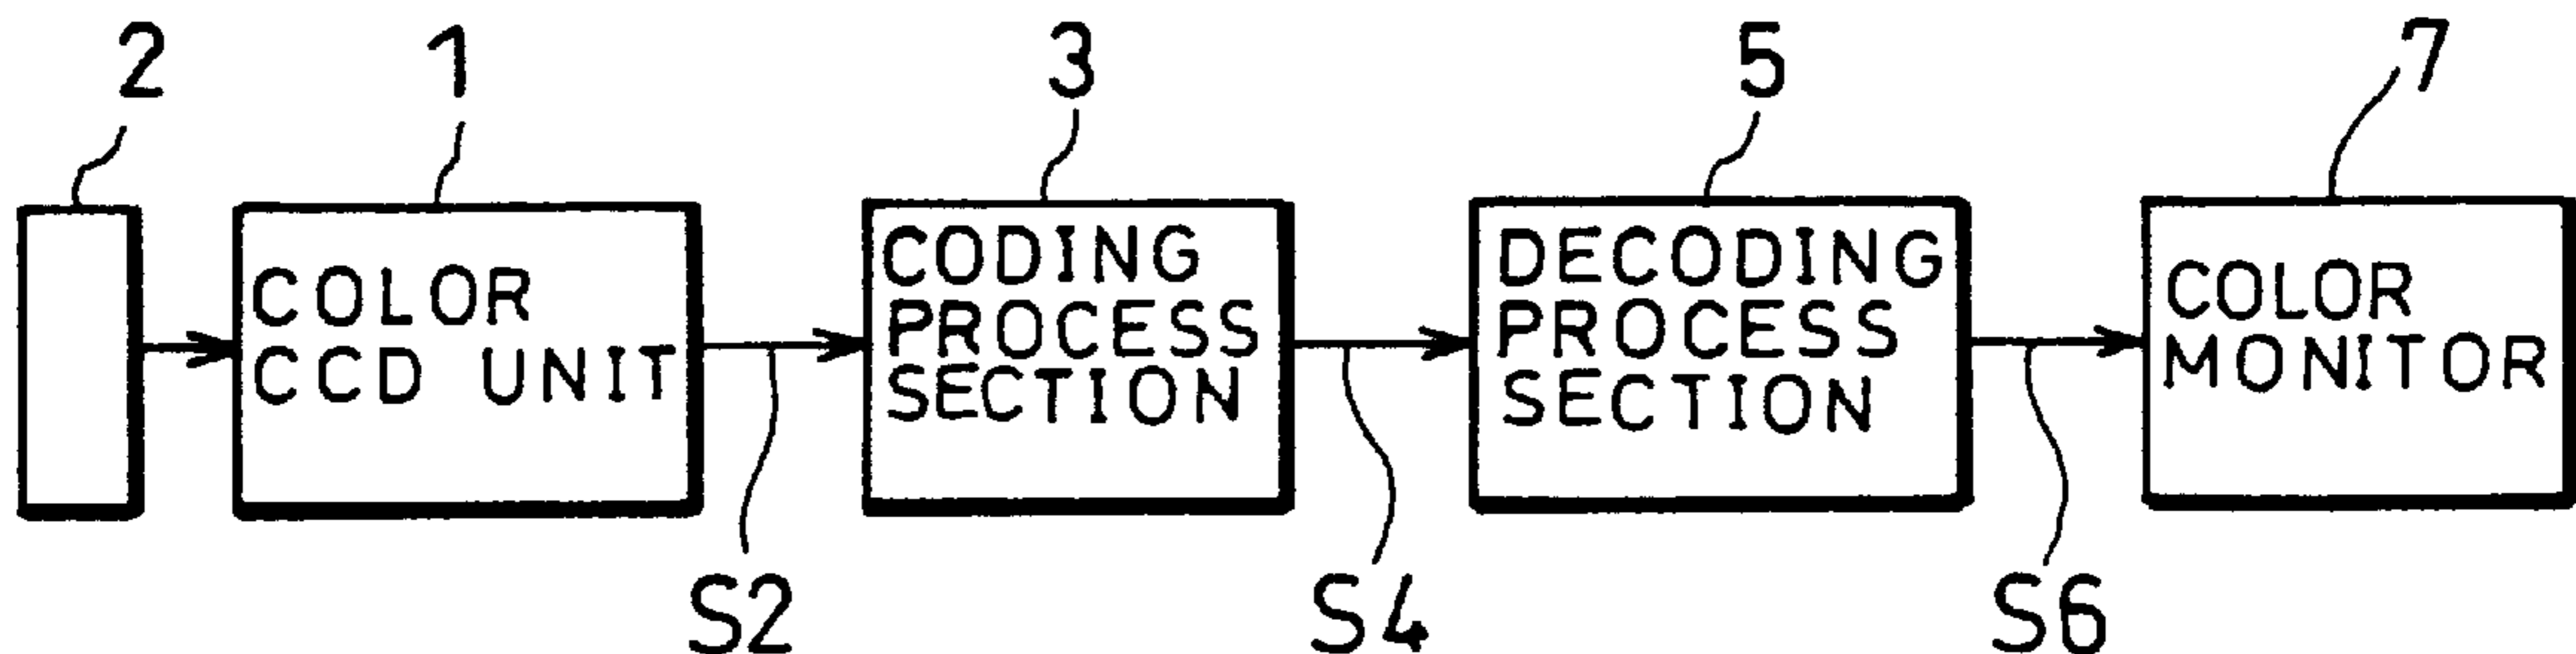 2
1
3
5
7
COLOR
CCD UNIT
CODING
PROCESS
SECTION
DECODING
PROCESS
SECTION
COLOR
MONITOR
S2
S4
S6